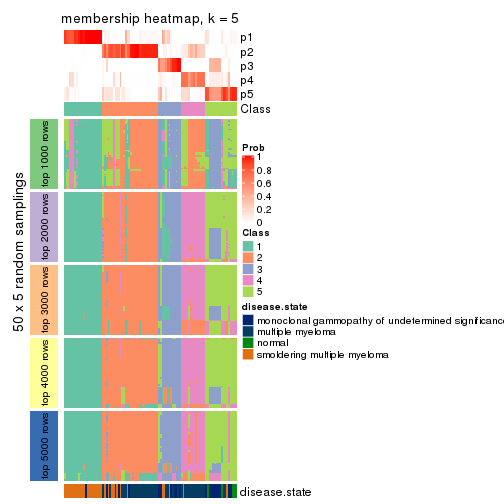 membership heatmap, k = 5
p1
p2
p3
p4
p5
Class
50 x 5 random samplings
top 1000 rows
top 2000 rows
top 3000 rows
top 4000 rows
top 5000 rows
Prob
1
0.8
0.6
0.4
0.2
0
Class
1
2
3
4
5
disease.state
monoclonal gammopathy of undetermined significance
multiple myeloma
normal
smoldering multiple myeloma
disease.state